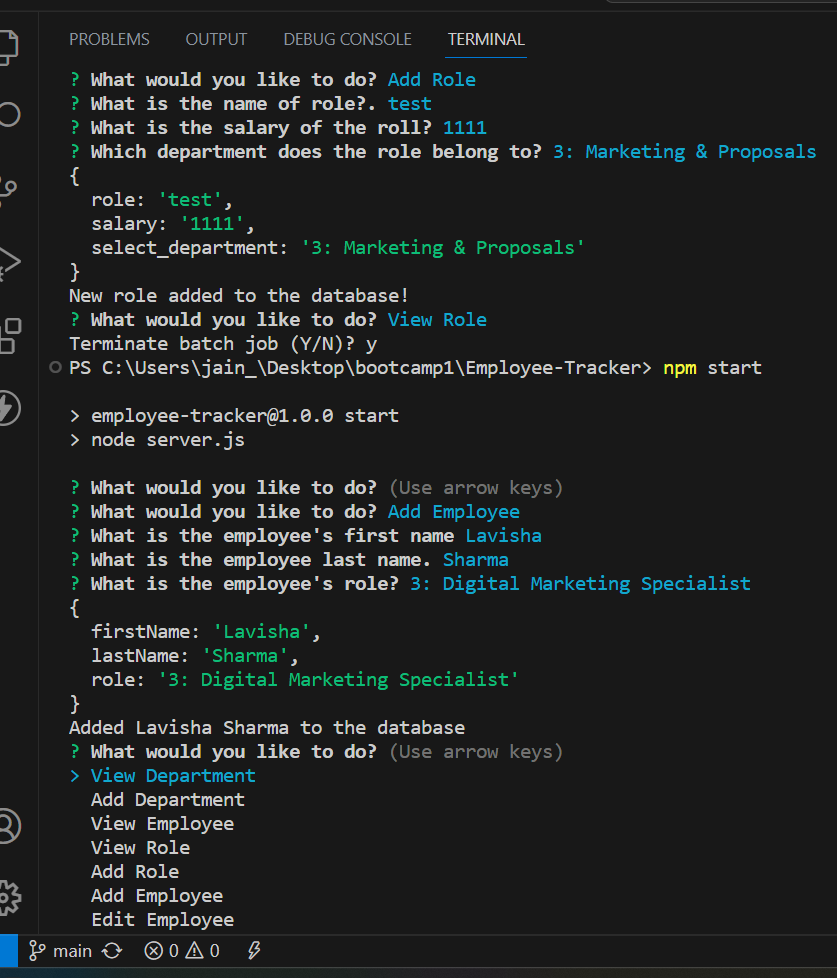 PROBLEMS OUTPUT DEBUG CONSOLE TERMINAL
? What would you like to do? Add Role
? What is the name of role?. test
? What is the salary of the roll? 1111
? Which department does the role belong to? 3: Marketing & Proposals
{
  role: 'test',
  salary: '1111',
  select_department: '3: Marketing & Proposals'
}
New role added to the database!
? What would you like to do? View Role
Terminate batch job (Y/N)? y
PS C:\Users\jain_\Desktop\bootcamp1\Employee-Tracker> npm start
> employee-tracker@1.0.0 start
> node server.js
? What would you like to do? (Use arrow keys)
? What would you like to do? Add Employee
? What is the employee's first name Lavisha
? What is the employee last name. Sharma
? What is the employee's role? 3: Digital Marketing Specialist
{
  firstName: 'Lavisha',
  lastName: 'Sharma',
  role: '3: Digital Marketing Specialist'
}
Added Lavisha Sharma to the database
? What would you like to do? (Use arrow keys)
> View Department
  Add Department
  View Employee
  View Role
  Add Role
  Add Employee
  Edit Employee
main 0 0